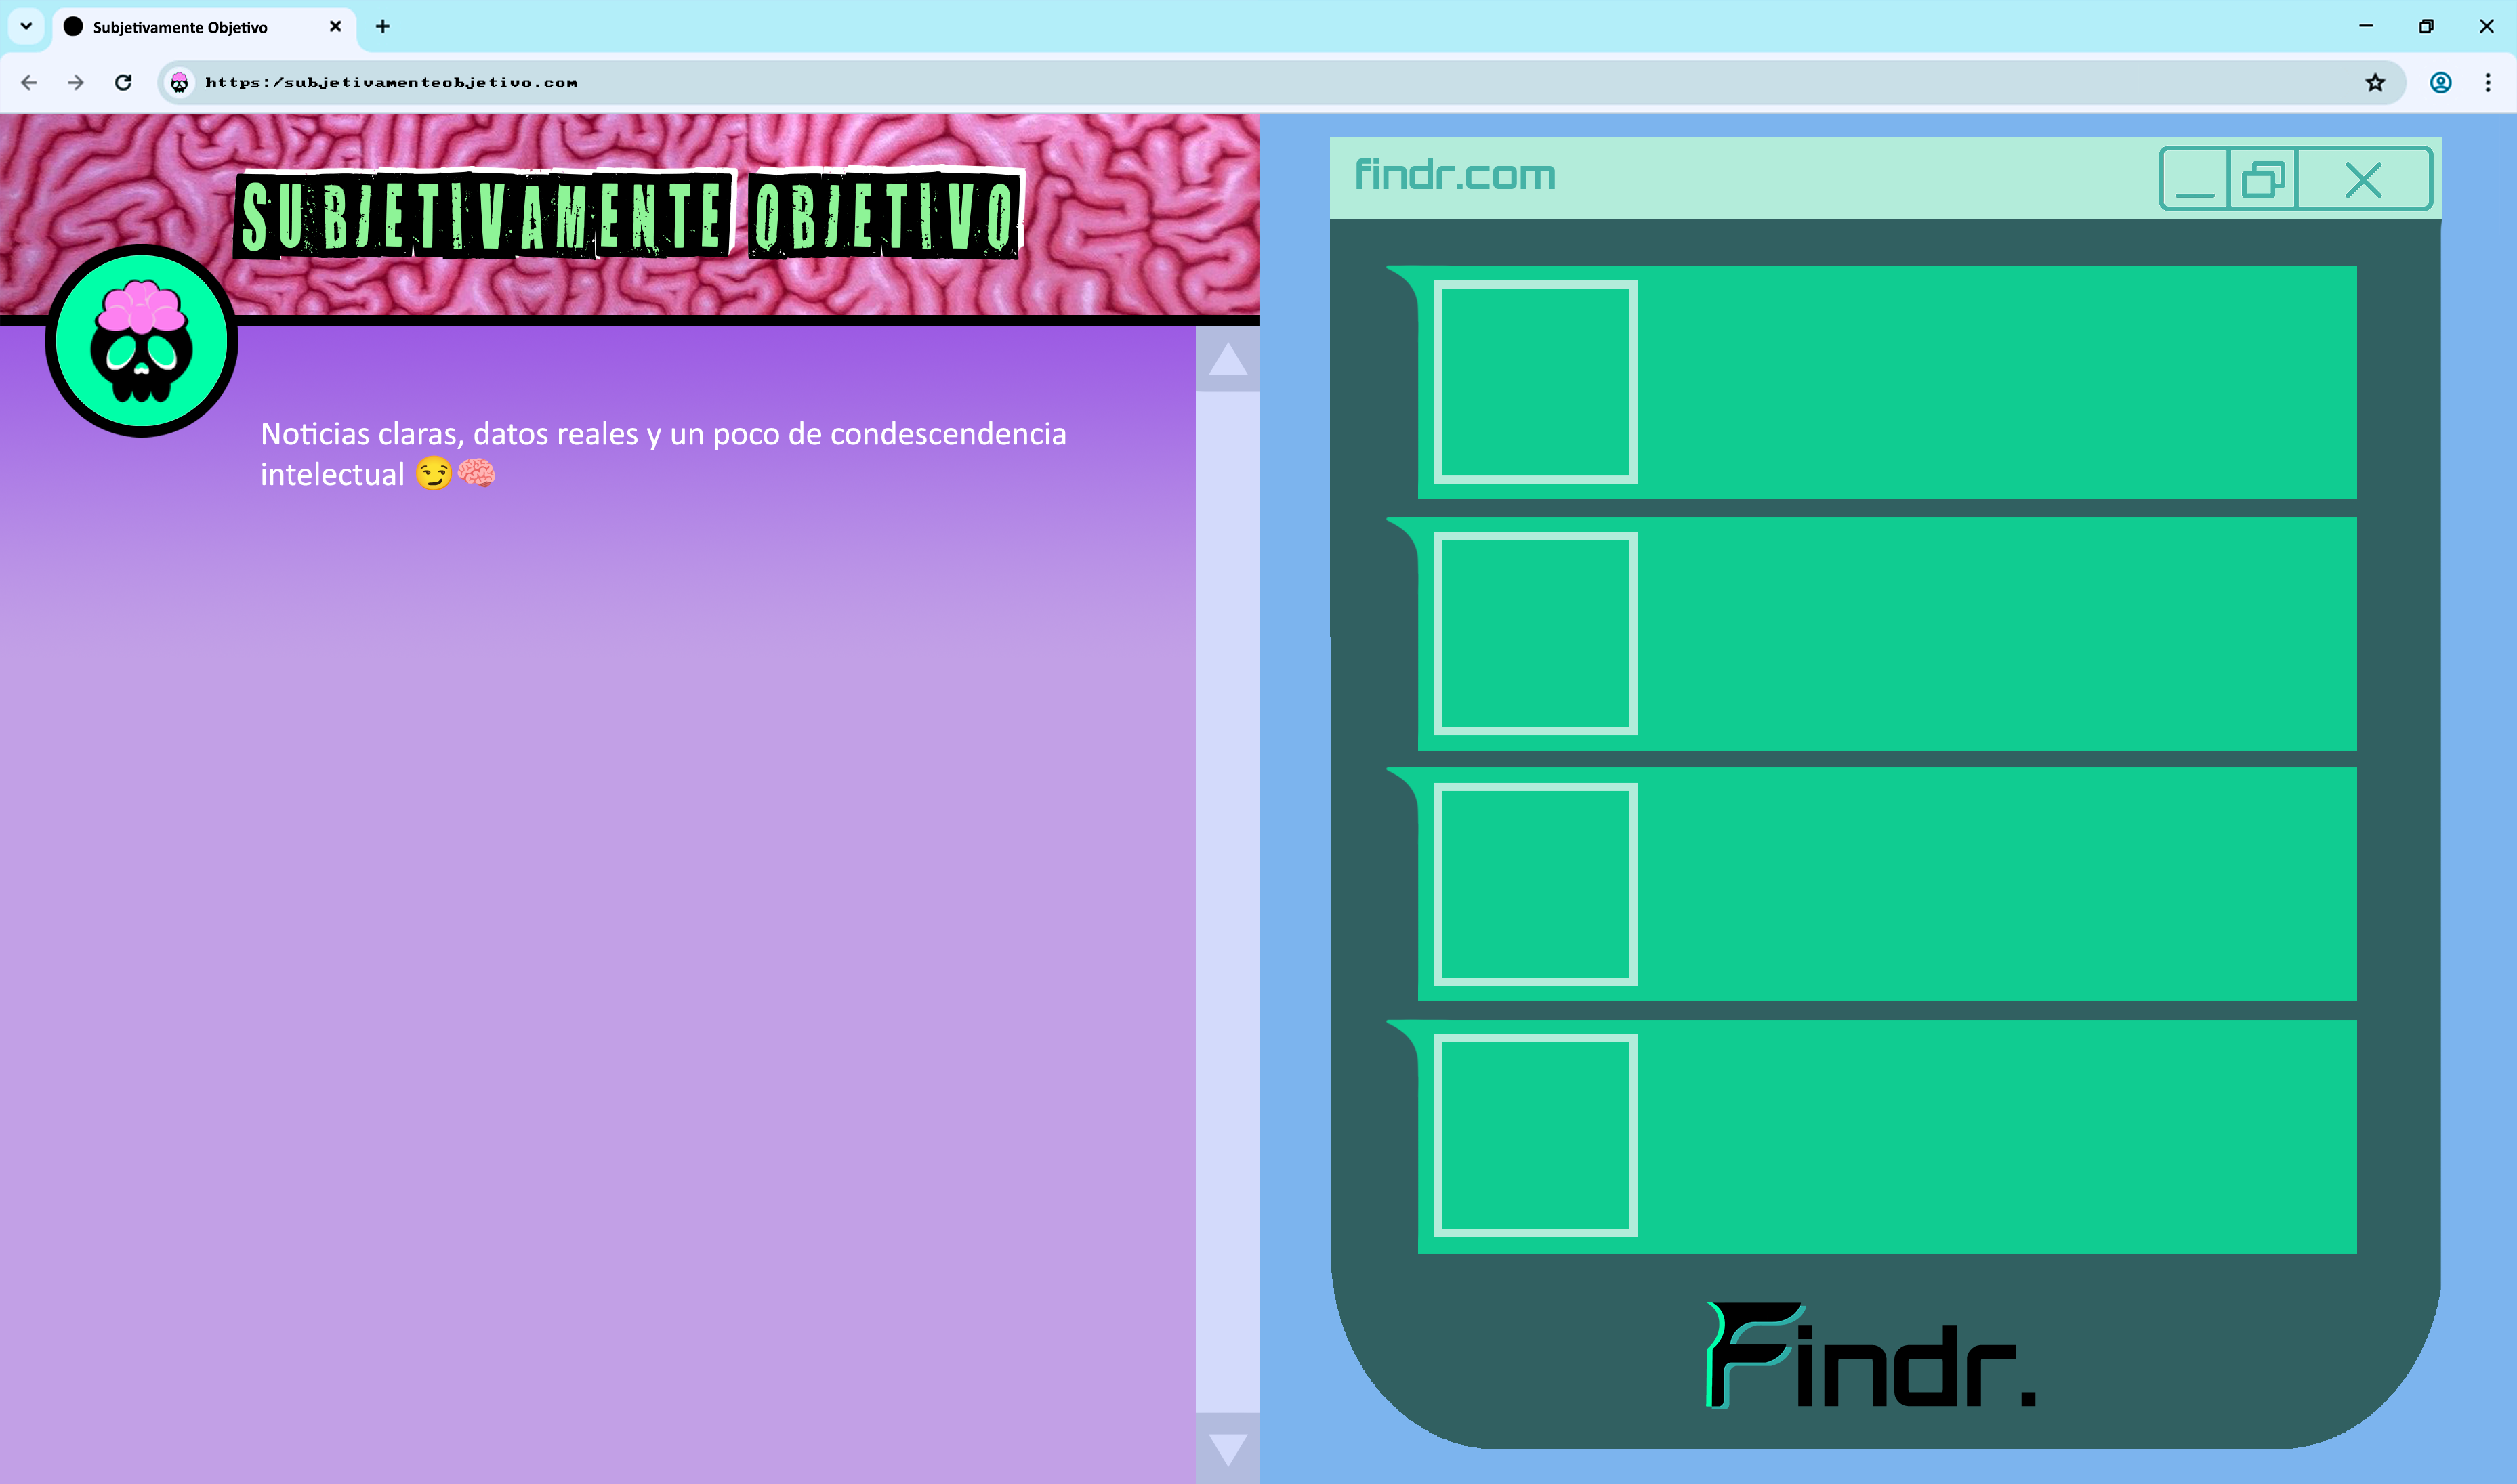 Subjetivamente Objetivo
https:/subjetivamenteobjetivo.com
SUBJETIVAMENTE OBJETIVO
Noticias claras, datos reales y un poco de condescendencia
intelectual 😏🧠
findr.com
Findr.